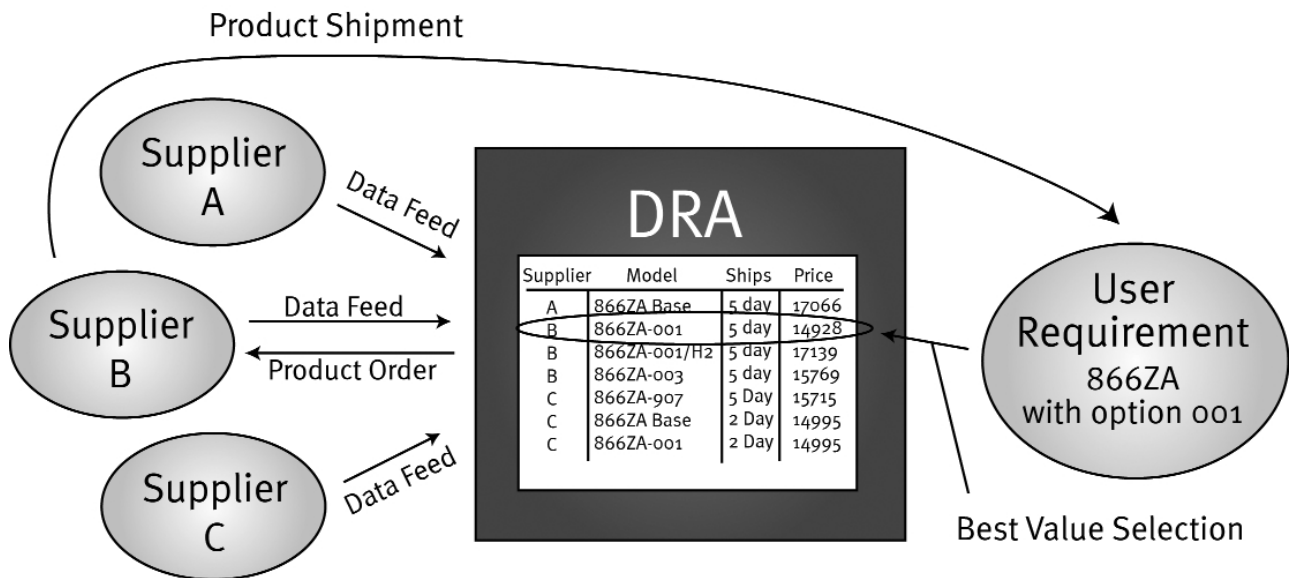 Product Shipment
Supplier
A
Data Feed
DRA
Supplier Model Ships Price
A 866ZA Base 5 day 17066
B 866ZA-001 5 day 14928
B 866ZA-001/H2 5 day 17139
B 866ZA-003 5 day 15769
C 866ZA-907 5 Day 15715
C 866ZA Base 2 Day 14995
C 866ZA-001 2 Day 14995
Data Feed
Supplier
B
Product Order
User
Requirement
866ZA
with option 001
Supplier
C
Data Feed
Best Value Selection